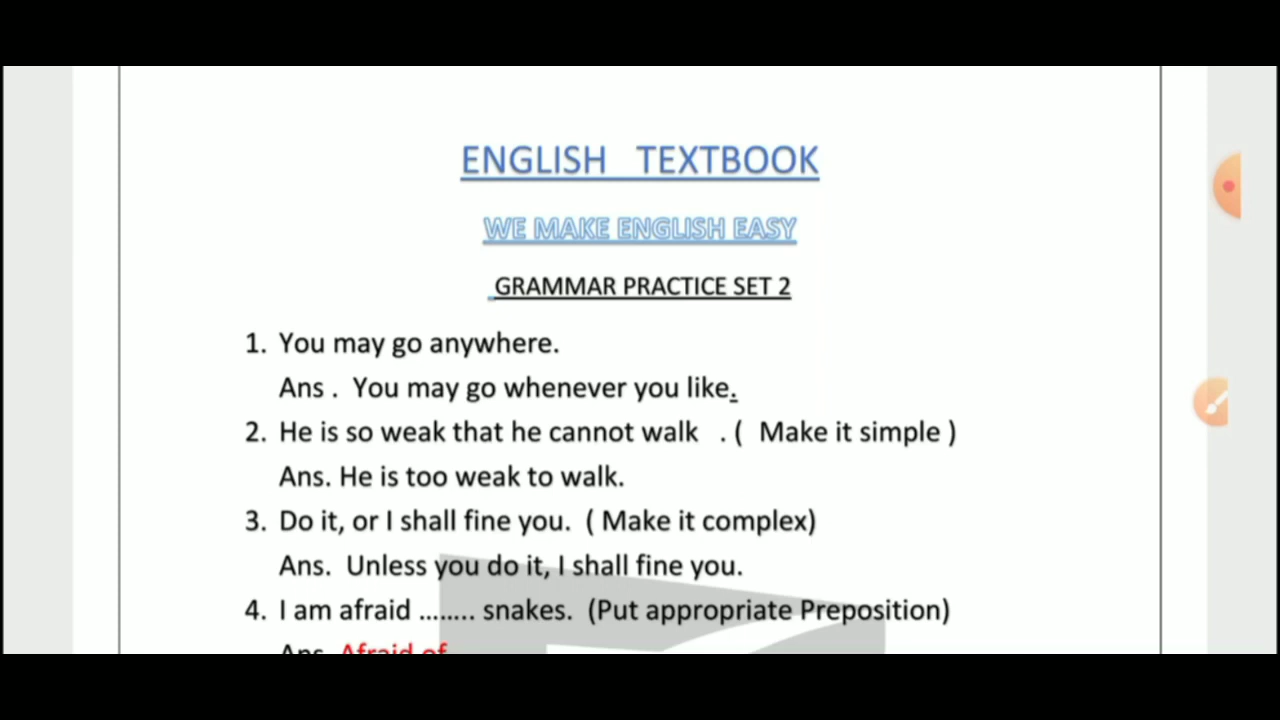 ENGLISH TEXTBOOK
WE MAKE ENGLISH EASY
GRAMMAR PRACTICE SET 2
1. You may go anywhere.
Ans . You may go whenever you like.
2. He is so weak that he cannot walk . ( Make it simple )
Ans. He is too weak to walk.
3. Do it, or I shall fine you. ( Make it complex)
Ans. Unless you do it, I shall fine you.
4. I am afraid ........ snakes. (Put appropriate Preposition)
Ans. Afraid of